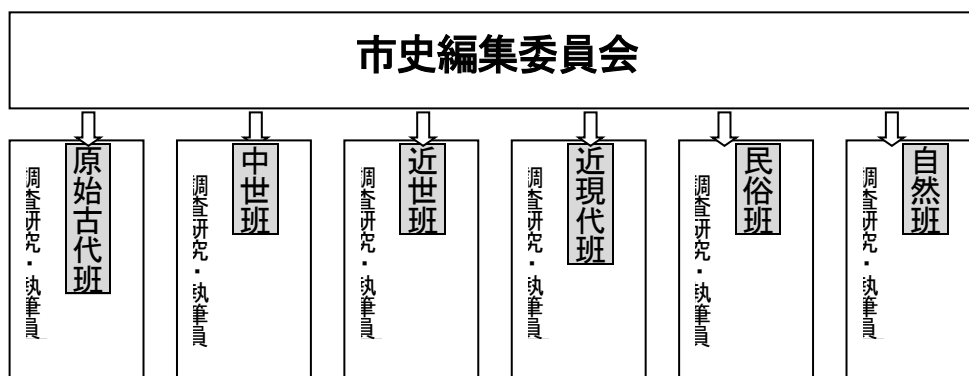 市史編集委員会
原始古代班
調査研究・執筆員
中世班
調査研究・執筆員
近世班
調査研究・執筆員
近現代班
調査研究・執筆員
民俗班
調査研究・執筆員
自然班
調査研究・執筆員